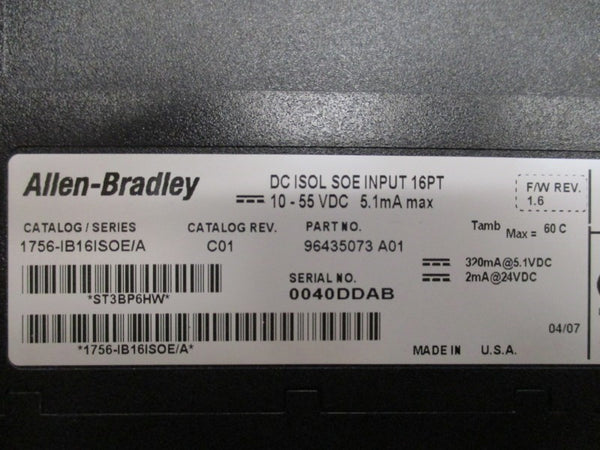 Allen-Bradley
DC ISOL SOE INPUT 16PT
10 - 55 VDC 5.1mA max
F/W REV.
1.6
CATALOG / SERIES
1756-IB16ISOE/A
CATALOG REV.
C01
PART NO.
96435073 A01
Tamb Max = 60 C
320mA@5.1VDC
2mA@24VDC
*ST3BP6HW*
SERIAL NO.
0040DDAB
*1756-IB16ISOE/A*
04/07
MADE IN U.S.A.